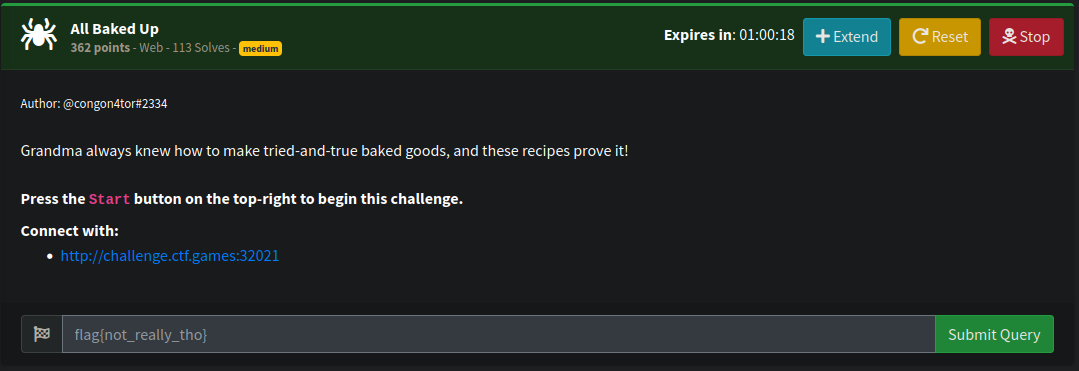 All Baked Up
362 points - Web - 113 Solves - medium
Expires in: 01:00:18
Extend
Reset
Stop
Author: @congon4tor#2334
Grandma always knew how to make tried-and-true baked goods, and these recipes prove it!
Press the Start button on the top-right to begin this challenge.
Connect with:
http://challenge.ctf.games:32021
flag{not_really_tho}
Submit Query